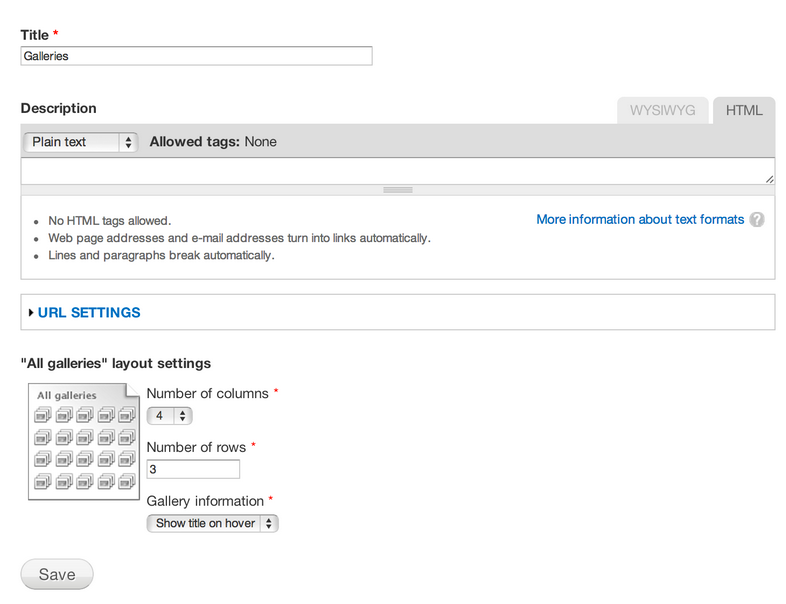 Title *
Galleries
Description
WYSIWYG HTML
Plain text Allowed tags: None
No HTML tags allowed.
More information about text formats ?
Web page addresses and e-mail addresses turn into links automatically.
Lines and paragraphs break automatically.
URL SETTINGS
"All galleries" layout settings
All galleries
Number of columns *
4
Number of rows *
3
Gallery information *
Show title on hover
Save